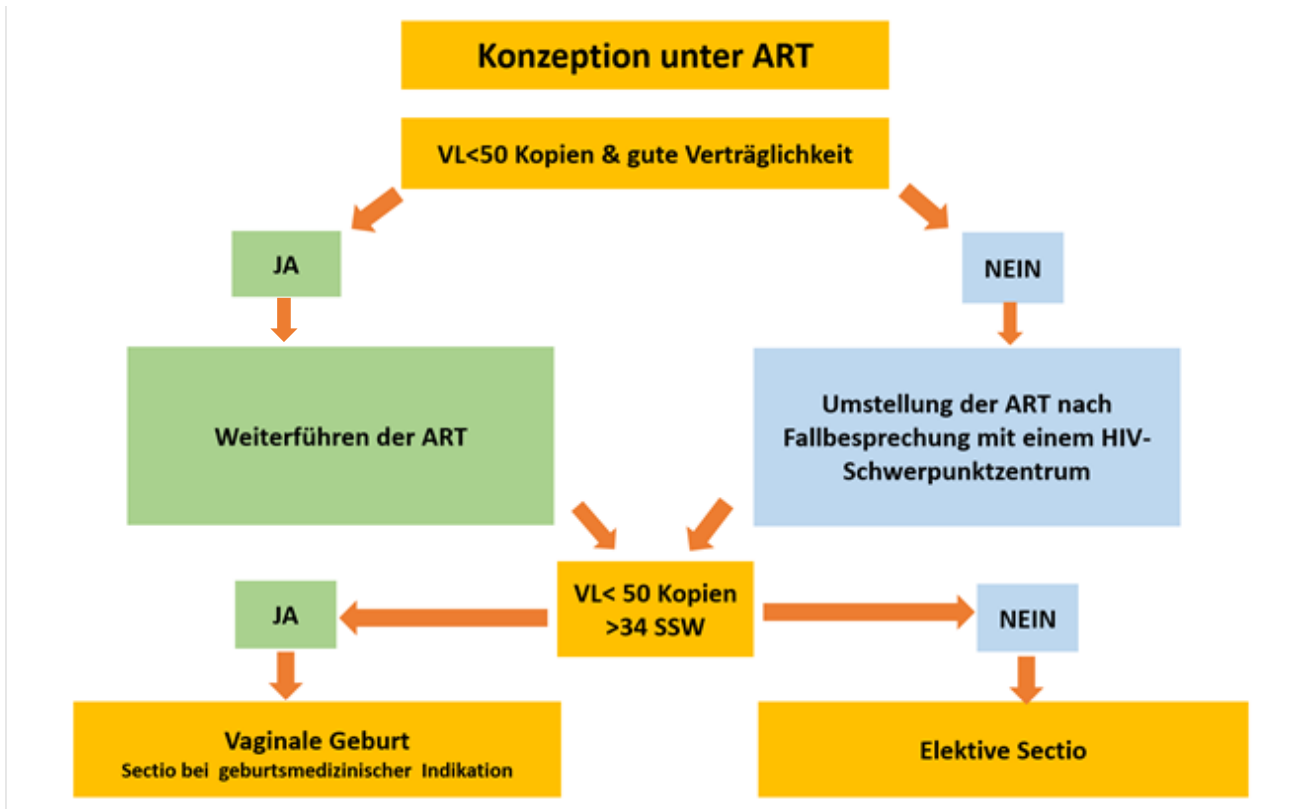 Konzeption unter ART
VL<50 Kopien & gute Verträglichkeit
JA
NEIN
Weiterführen der ART
Umstellung der ART nach
Fallbesprechung mit einem HIV-
Schwerpunktzentrum
VL< 50 Kopien
>34 SSW
JA
NEIN
Vaginale Geburt
Sectio bei geburtsmedizinischer Indikation
Elektive Sectio